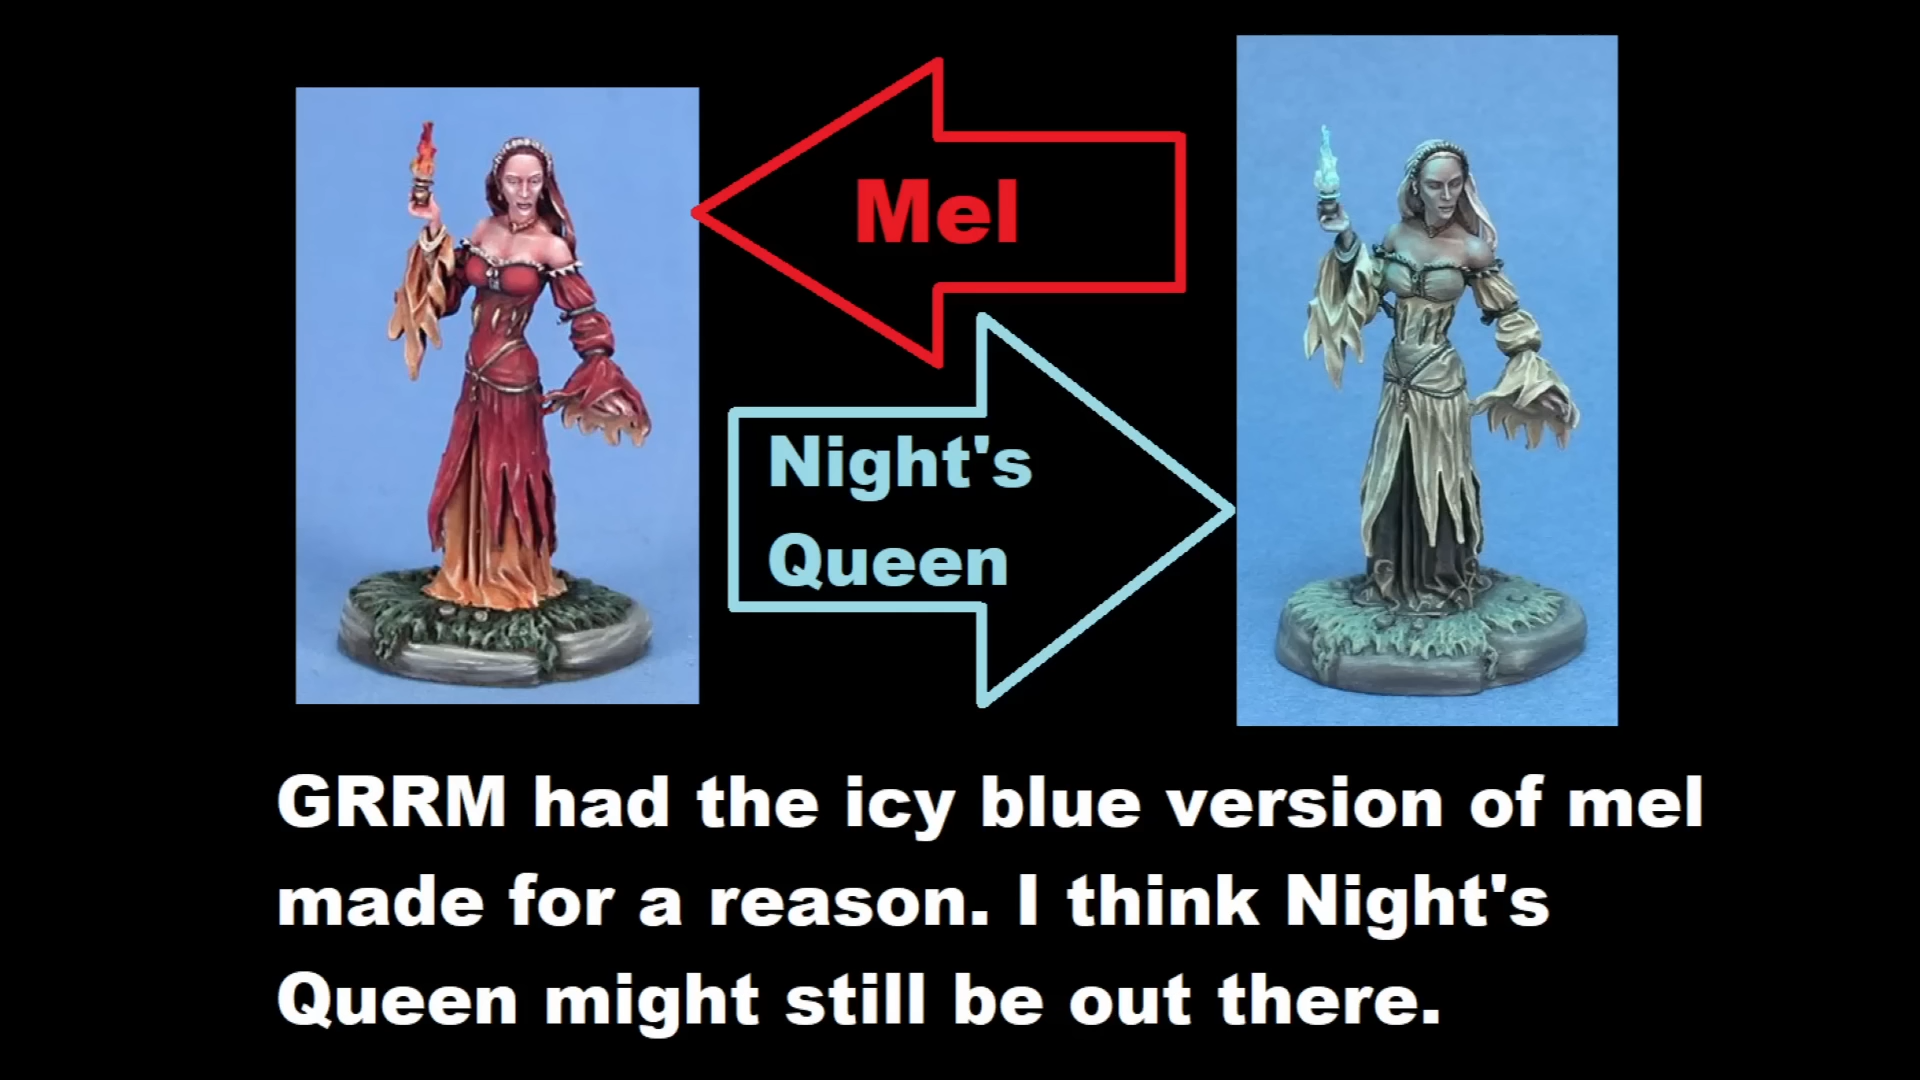 Mel
Night's
Queen
GRRM had the icy blue version of mel
made for a reason. I think Night's
Queen might still be out there.